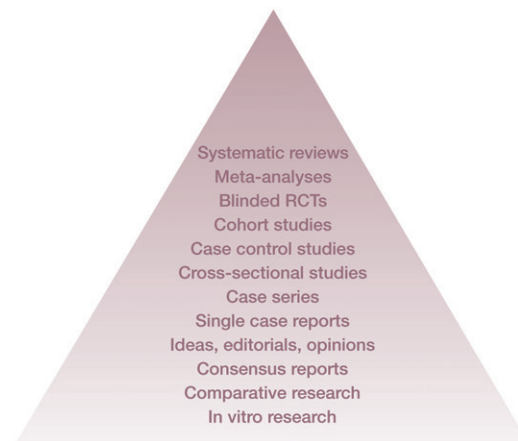 Systematic reviews
Meta-analyses
Blinded RCTs
Cohort studies
Case control studies
Cross-sectional studies
Case series
Single case reports
Ideas, editorials, opinions
Consensus reports
Comparative research
In vitro research